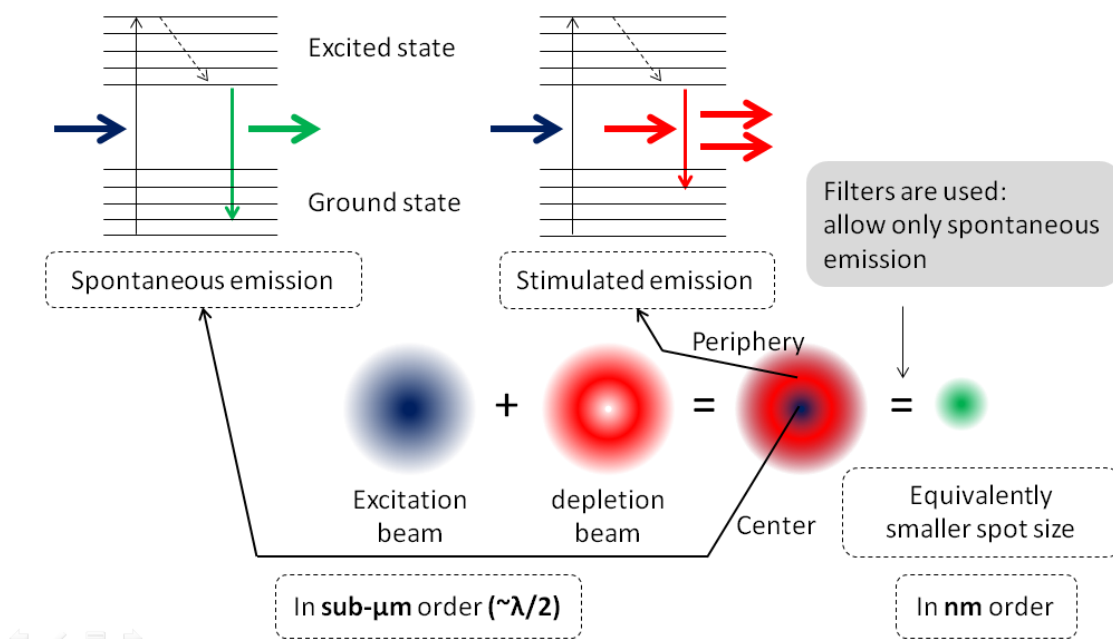 Excited state
Ground state
Spontaneous emission
Stimulated emission
Filters are used:
allow only spontaneous
emission
Periphery
+
=
=
Excitation
beam
depletion
beam
Center
Equivalently
smaller spot size
In sub-μm order (~λ/2)
In nm order